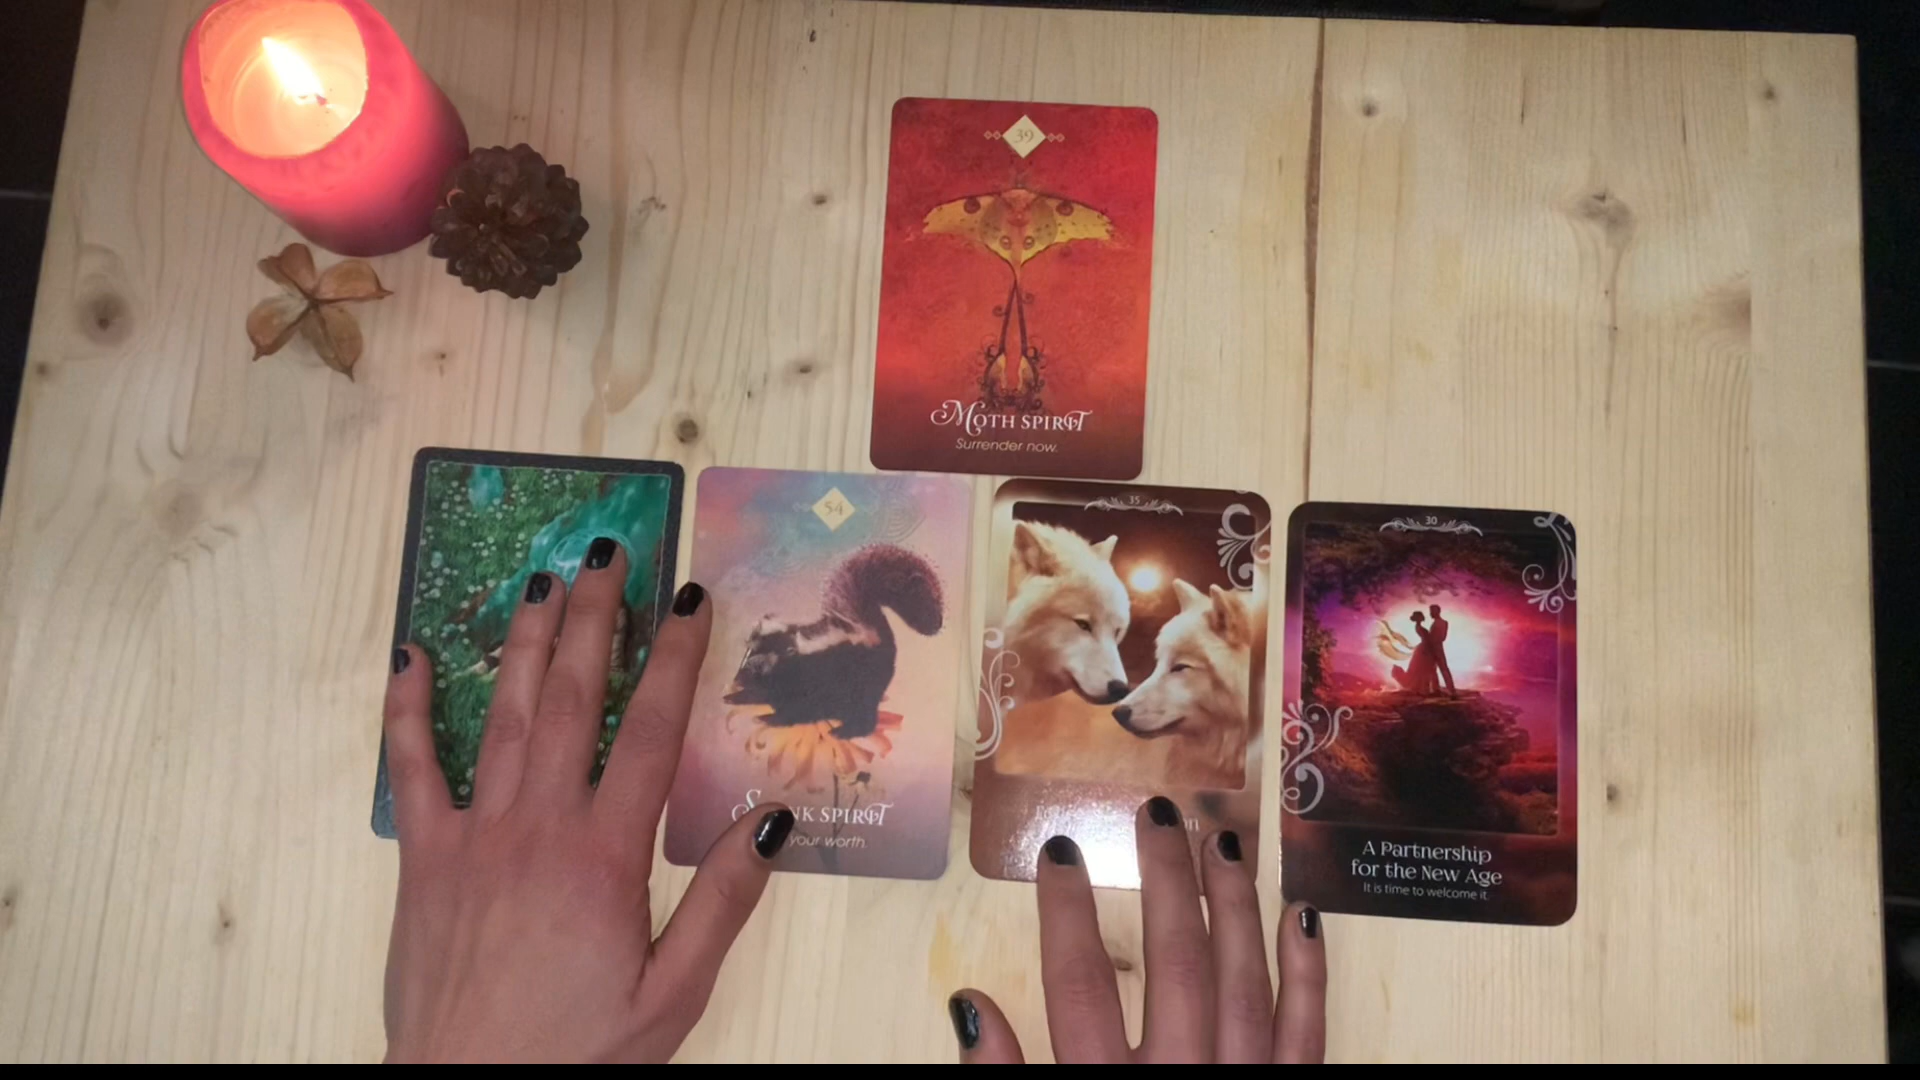 39
MOTH SPIRIT
Surrender now.
54
SPIRIT
your worth.
35
30
A Partnership
for the New Age
It is time to welcome it.